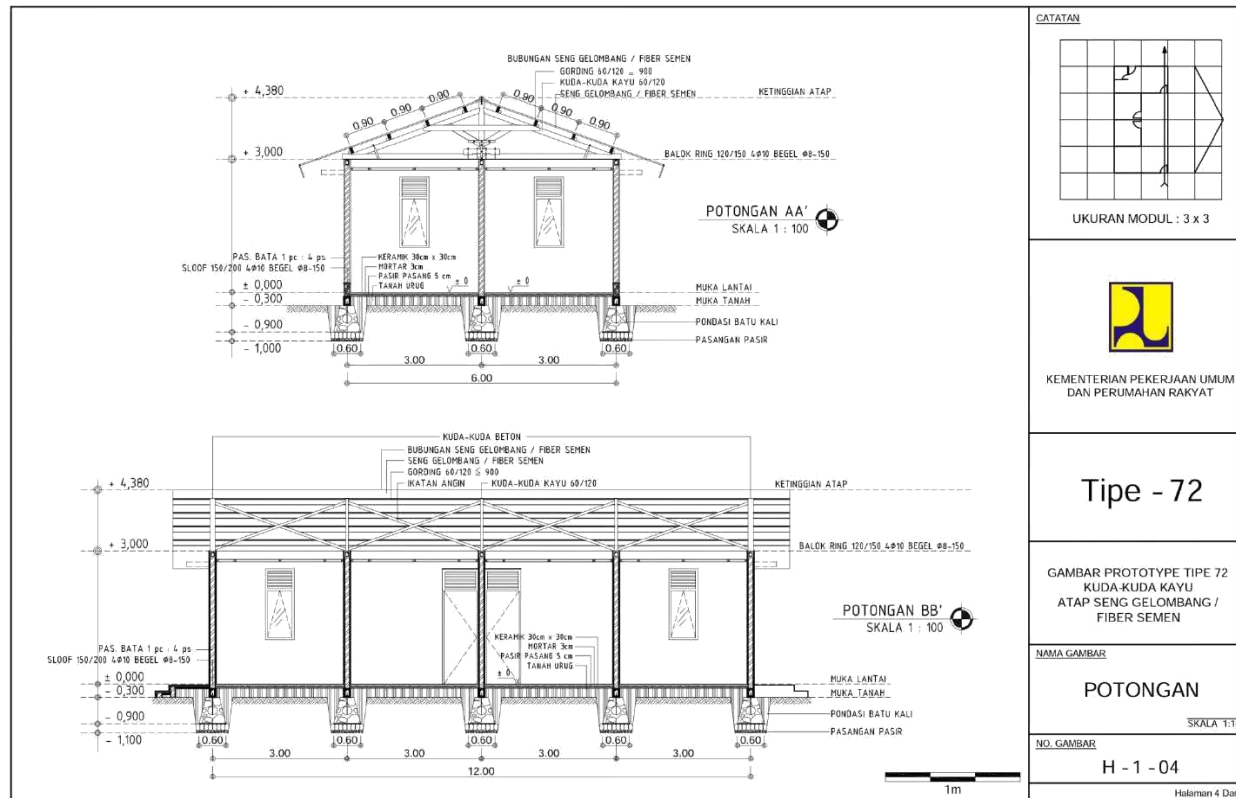 BUBUNGAN SENG GELOMBANG / FIBER SEMEN
GORDING 60/120 = 900
KUDA-KUDA KAYU 60/120
SENG GELOMBANG / FIBER SEMEN
+ 4,380
KETINGGIAN ATAP
0.90
0.90
0.90
0.90
0.90
0.90
+ 3,000
BALOK RING 120/150 4Ø10 BEGEL Ø8-150
POTONGAN AA'
SKALA 1 : 100
PAS. BATA 1 pc : 4 ps
SLOOF 150/200 4Ø10 BEGEL Ø8-150
KERAMIK 30cm x 30cm
MORTAR 3cm
PASIR PASANG 5 cm
TANAH URUG
± 0
± 0
± 0,000
- 0,300
- 0,900
- 1,000
MUKA LANTAI
MUKA TANAH
PONDASI BATU KALI
PASANGAN PASIR
0.60
0.60
0.60
3.00
3.00
6.00
KUDA-KUDA BETON
BUBUNGAN SENG GELOMBANG / FIBER SEMEN
SENG GELOMBANG / FIBER SEMEN
GORDING 60/120 ≤ 900
IKATAN ANGIN
KUDA-KUDA KAYU 60/120
+ 4,380
KETINGGIAN ATAP
+ 3,000
BALOK RING 120/150 4Ø10 BEGEL Ø8-150
POTONGAN BB'
SKALA 1 : 100
PAS. BATA 1 pc : 4 ps
SLOOF 150/200 4Ø10 BEGEL Ø8-150
KERAMIK 30cm x 30cm
MORTAR 3cm
PASIR PASANG 5 cm
TANAH URUG
± 0
± 0,000
- 0,300
- 0,900
- 1,100
MUKA LANTAI
MUKA TANAH
PONDASI BATU KALI
PASANGAN PASIR
0.60
0.60
0.60
0.60
0.60
3.00
3.00
3.00
3.00
12.00
1m
CATATAN
UKURAN MODUL : 3 x 3
KEMENTERIAN PEKERJAAN UMUM
DAN PERUMAHAN RAKYAT
Tipe - 72
GAMBAR PROTOTYPE TIPE 72
KUDA-KUDA KAYU
ATAP SENG GELOMBANG /
FIBER SEMEN
NAMA GAMBAR
POTONGAN
SKALA 1:1
NO. GAMBAR
H - 1 - 04
Halaman 4 Dar